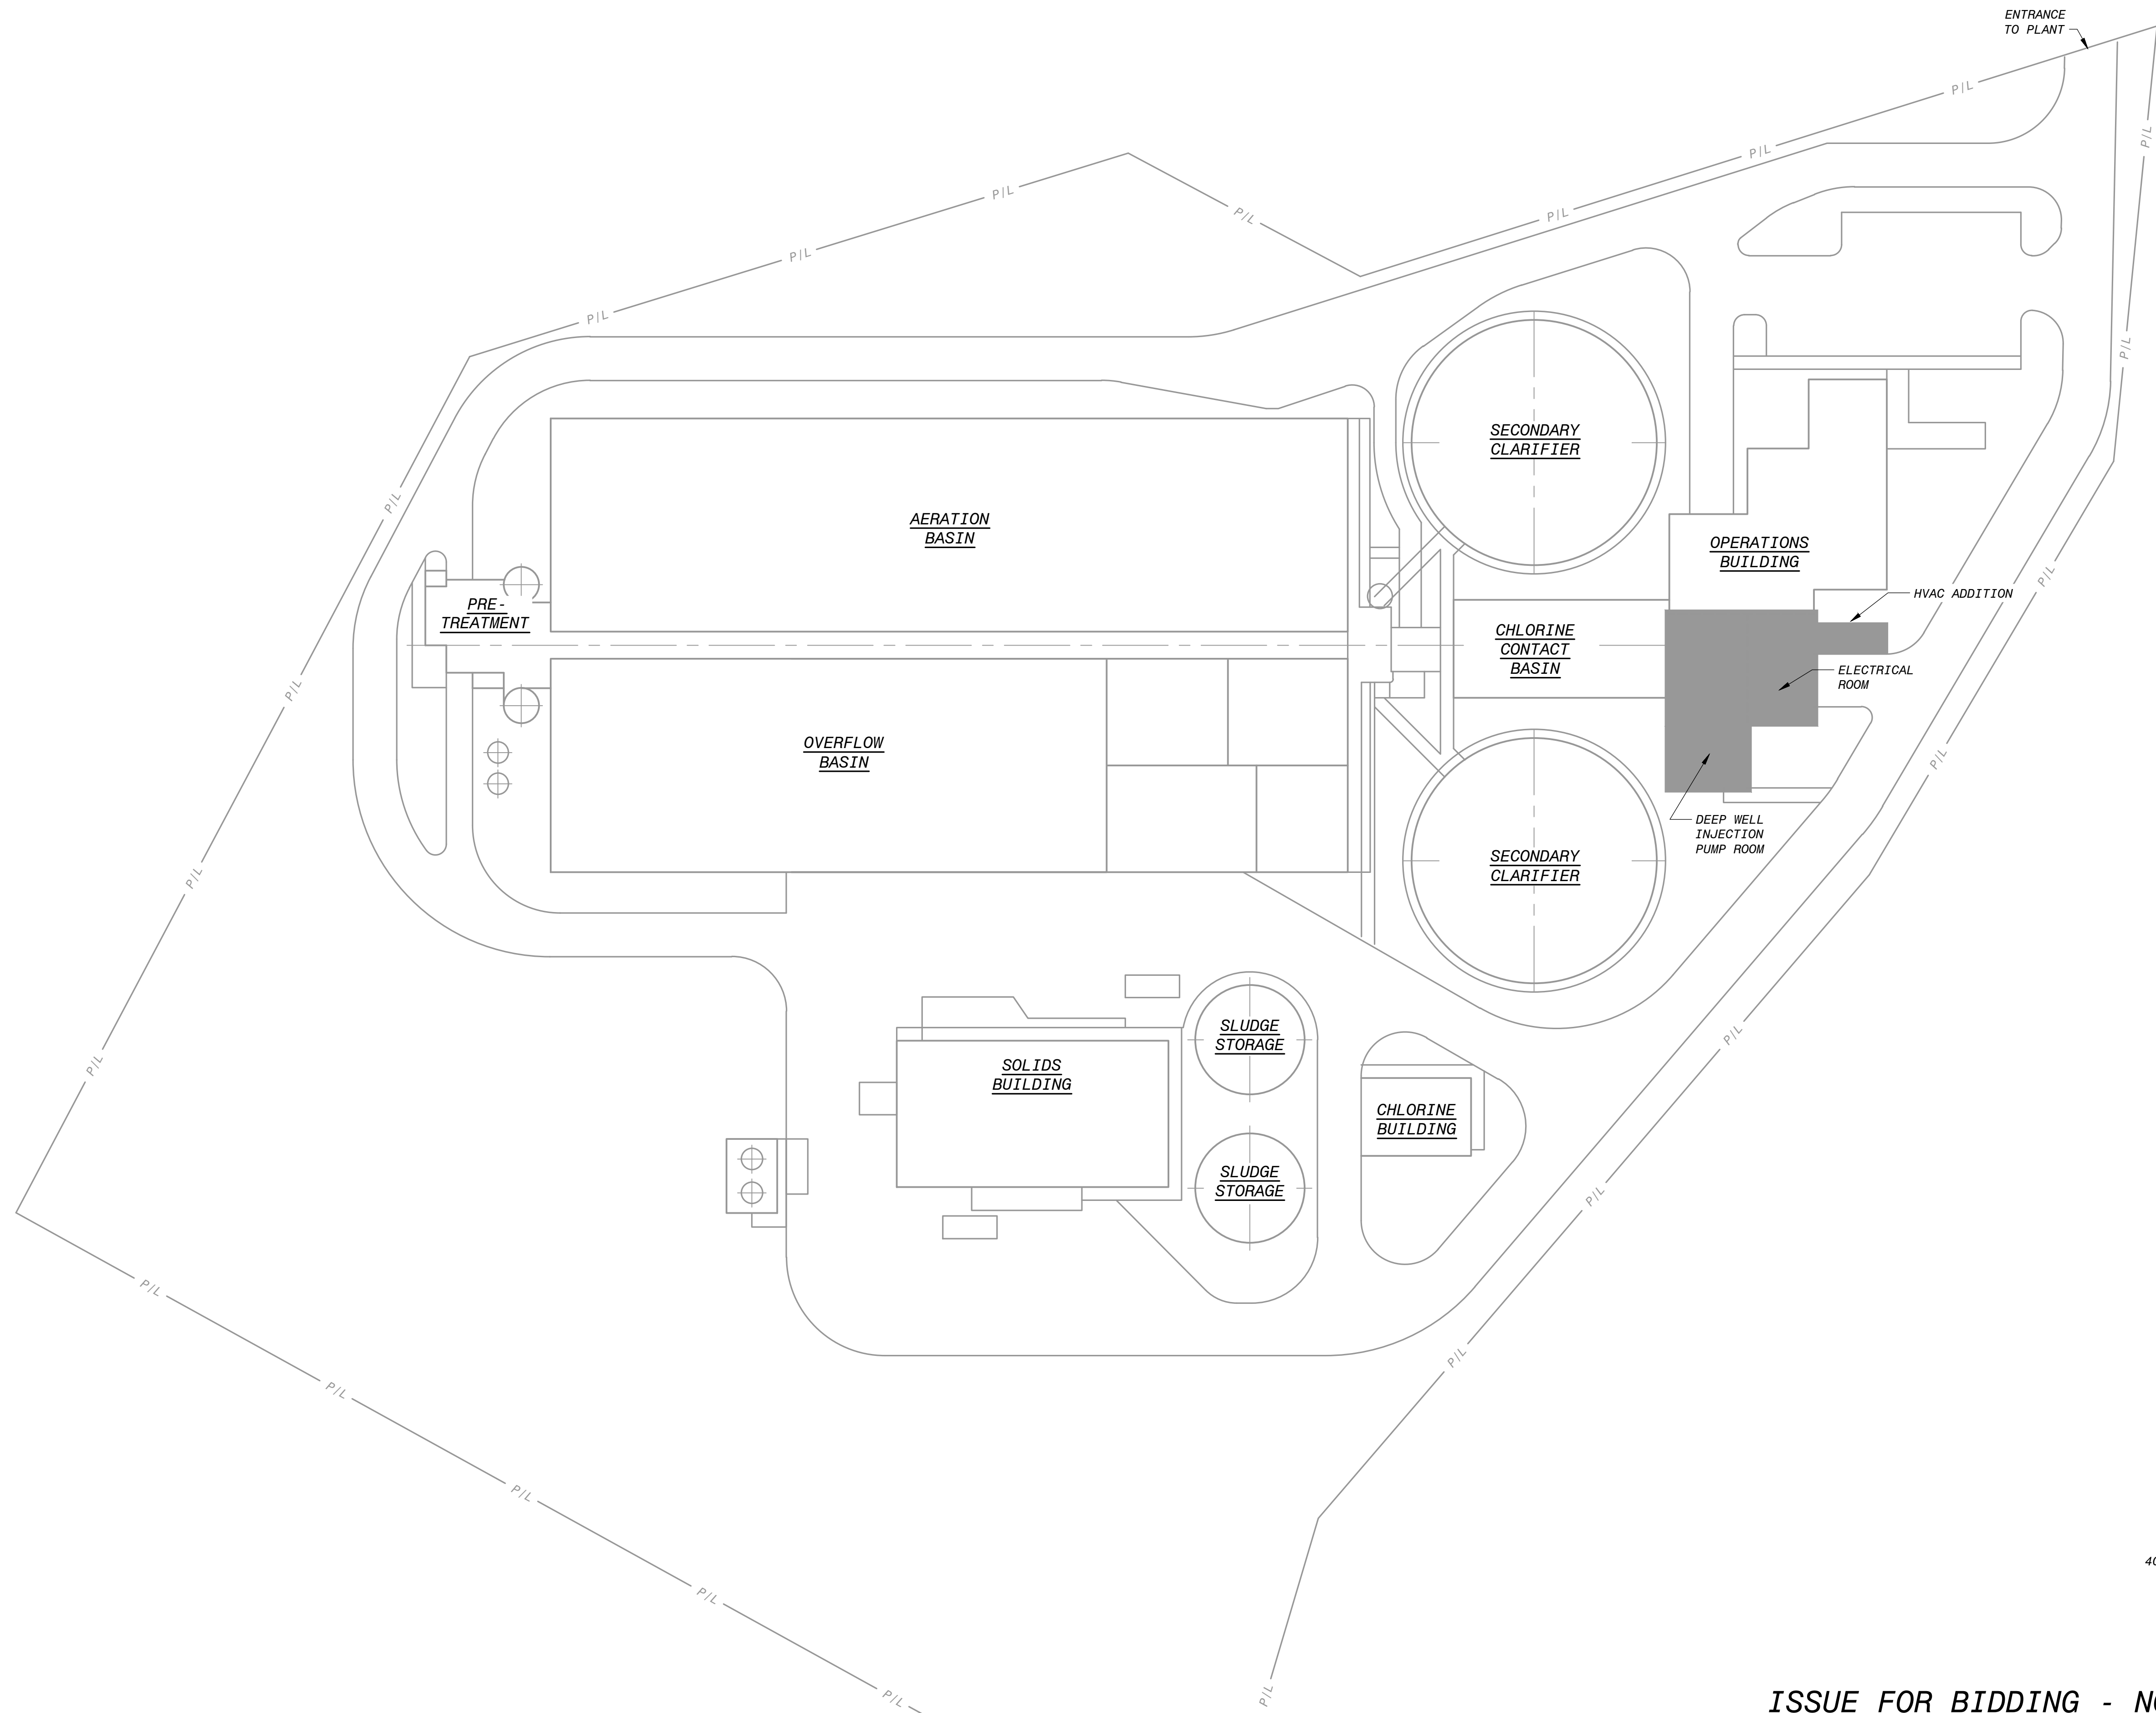 ENTRANCE
TO PLANT
P/L
P/L
P/L
P/L
P/L
P/L
P/L
P/L
P/L
P/L
SECONDARY
CLARIFIER
P/L
AERATION
BASIN
OPERATIONS
BUILDING
P/L
HVAC ADDITION
PRE-
TREATMENT
CHLORINE
CONTACT
BASIN
ELECTRICAL
ROOM
P/L
OVERFLOW
BASIN
P/L
DEEP WELL
INJECTION
PUMP ROOM
SECONDARY
CLARIFIER
P/L
SLUDGE
STORAGE
P/L
SOLIDS
BUILDING
P/L
CHLORINE
BUILDING
SLUDGE
STORAGE
P/L
P/L
P/L
P/L
P/L
P/L
P/L
P/L
ISSUE FOR BIDDING -